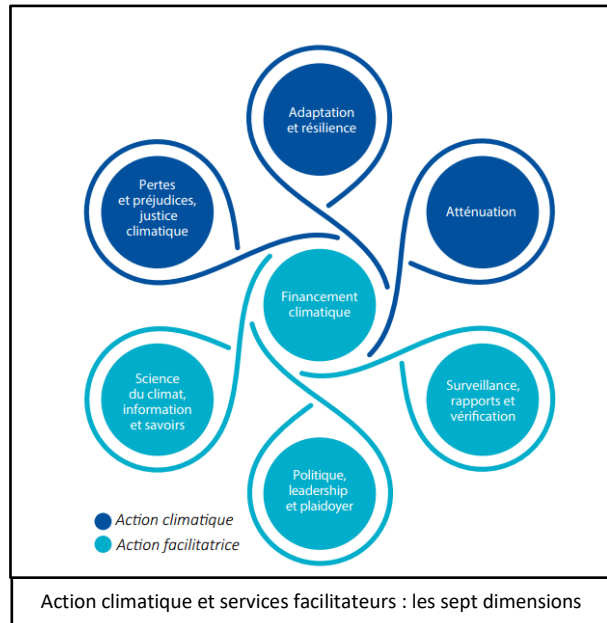 Adaptation
et résilience
Pertes
et préjudices,
justice
climatique
Atténuation
Financement
climatique
Science
du climat,
information
et savoirs
Surveillance,
rapports et
vérification
Politique,
leadership
et plaidoyer
Action climatique
Action facilitatrice
Action climatique et services facilitateurs : les sept dimensions